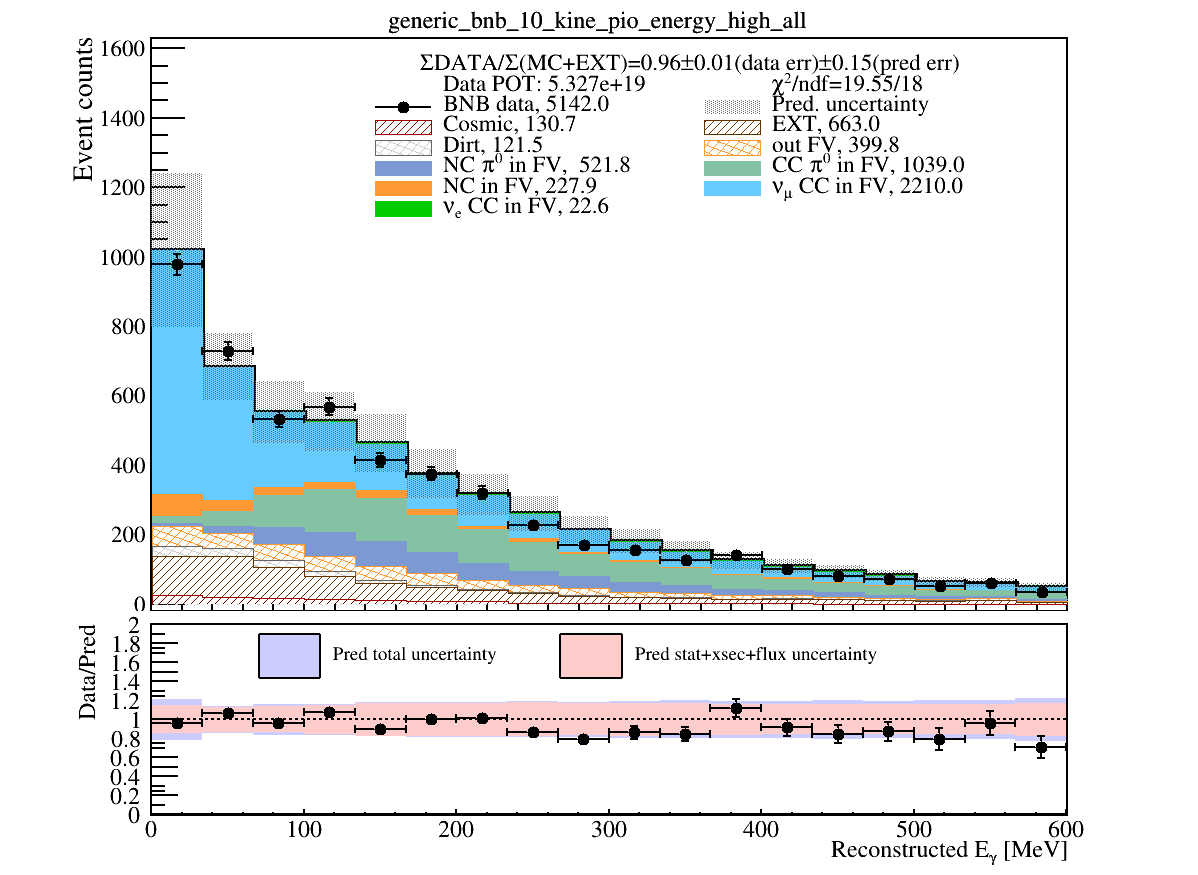 generic_bnb_10_kine_pio_energy_high_all
ΣDATA/Σ(MC+EXT)=0.96±0.01(data err)±0.15(pred err)
Data POT: 5.327e+19
χ²/ndf=19.55/18
BNB data, 5142.0
Pred. uncertainty
Cosmic, 130.7
EXT, 663.0
Dirt, 121.5
out FV, 399.8
NC π⁰ in FV, 521.8
CC π⁰ in FV, 1039.0
NC in FV, 227.9
νμ CC in FV, 2210.0
νe CC in FV, 22.6
Event counts
1600
1400
1200
1000
800
600
400
200
0
Data/Pred
2
1.8
1.6
1.4
1.2
1
0.8
0.6
0.4
0.2
0
Pred total uncertainty
Pred stat+xsec+flux uncertainty
0 100 200 300 400 500 600
Reconstructed Eγ [MeV]